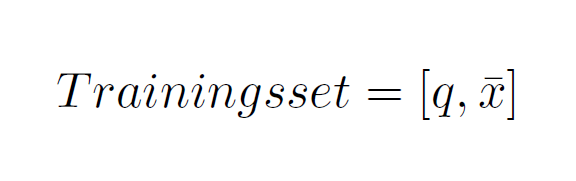 Trainingsset = [q, x̄]